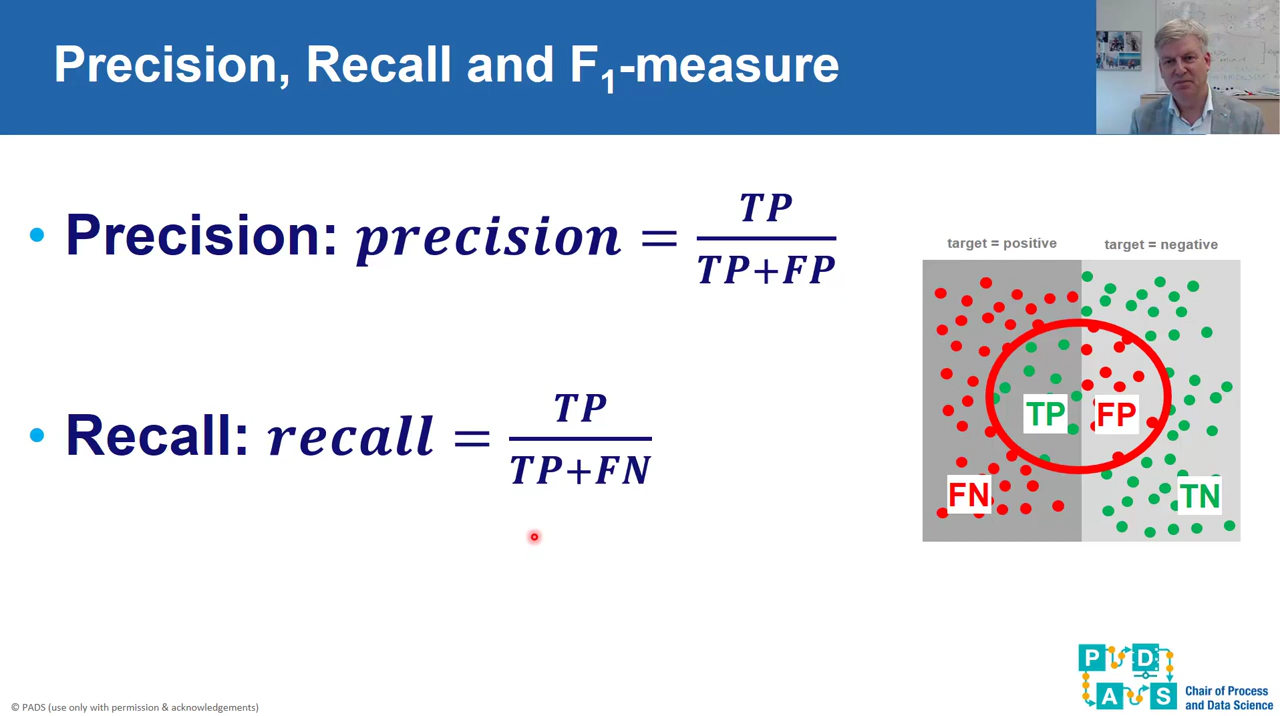 Precision, Recall and F₁-measure
• Precision: precision = TP / TP+FP
• Recall: recall = TP / TP+FN
target = positive target = negative
TP FP
FN TN
© PADS (use only with permission & acknowledgements)
P D
A S
Chair of Process
and Data Science